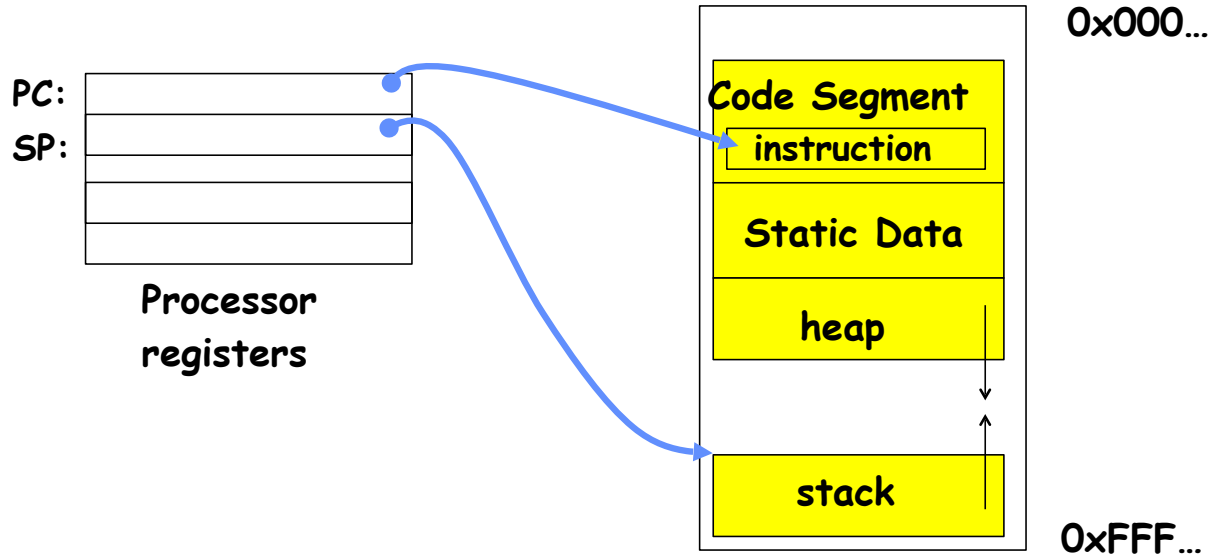 PC:
SP:
Processor
registers
0x000…
Code Segment
instruction
Static Data
heap
stack
0xFFF…